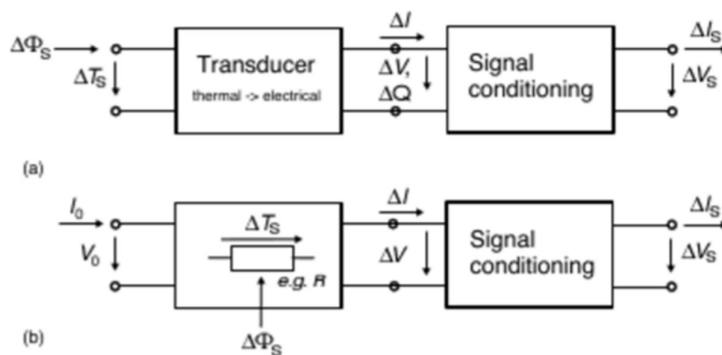 ΔΦS
ΔTS
Transducer
thermal -> electrical
ΔI
ΔV,
ΔQ
Signal
conditioning
ΔIS
ΔVS
(a)
I0
V0
ΔTS
e.g. R
ΔΦS
ΔI
ΔV
Signal
conditioning
ΔIS
ΔVS
(b)